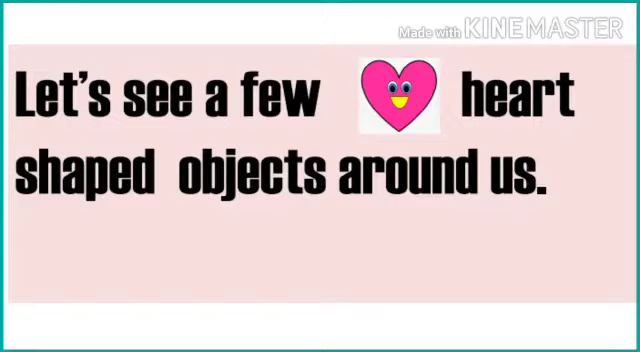 Made with KINEMASTER
Let's see a few heart
shaped objects around us.